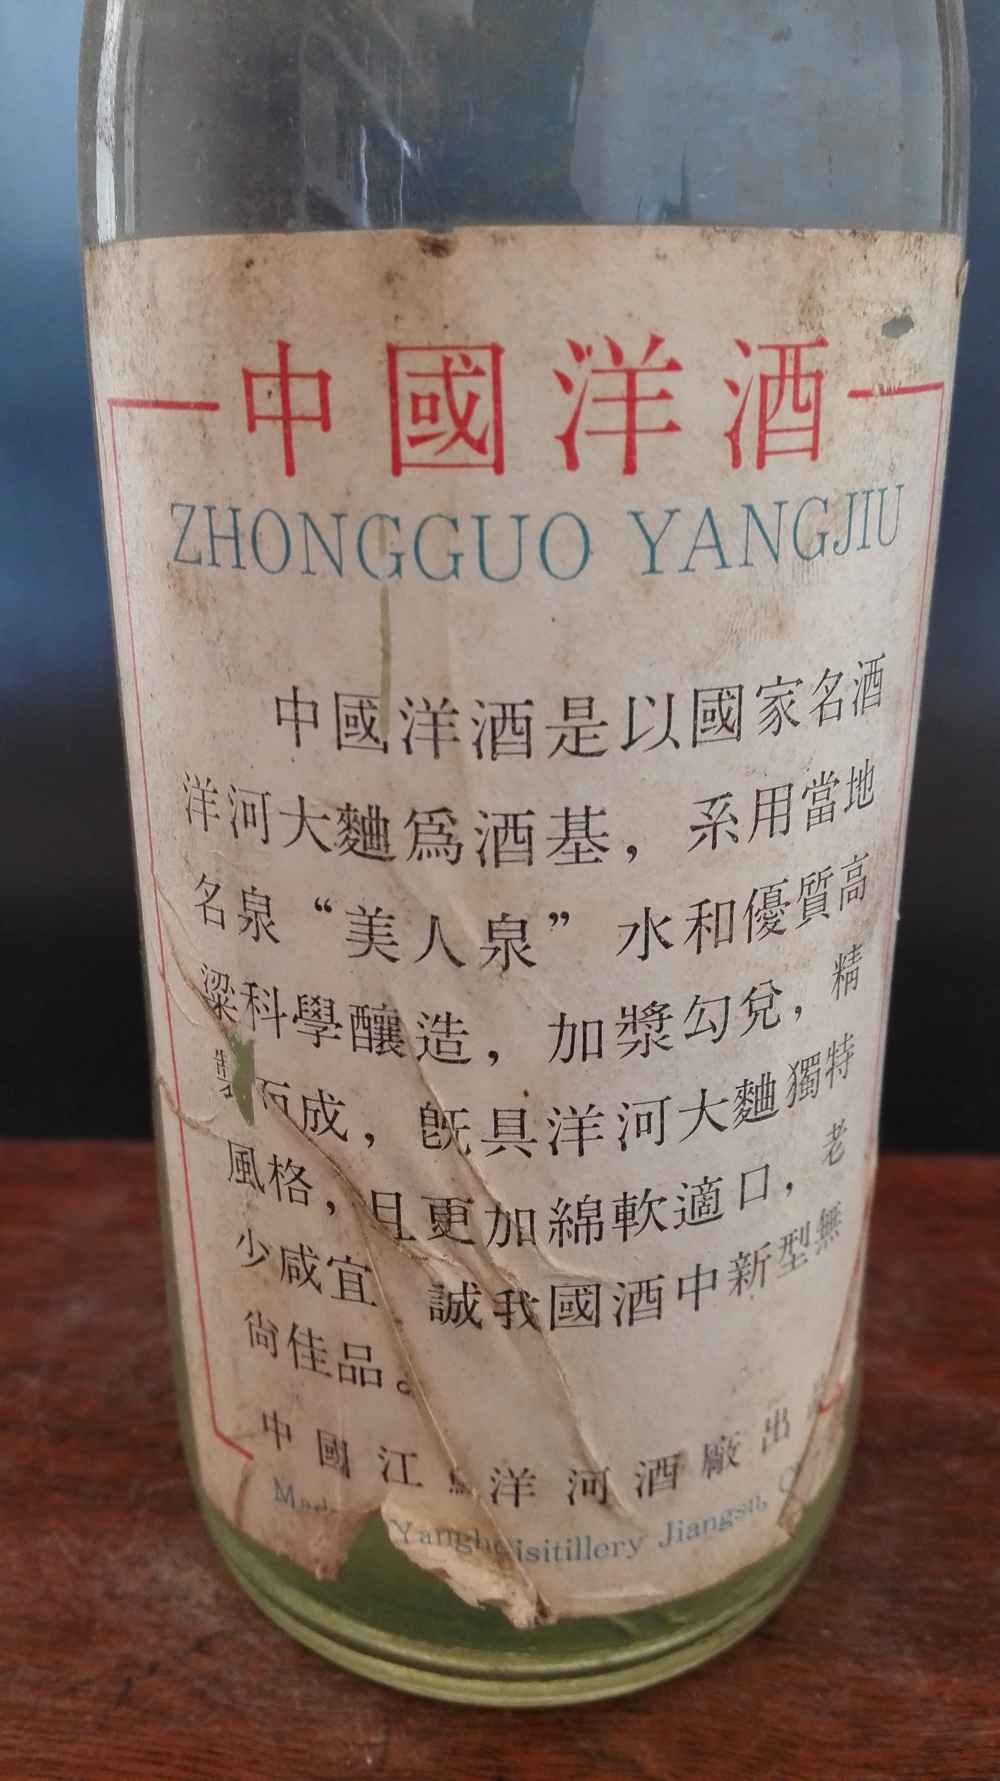 中國洋酒
ZHONGGUO YANGJIU
中國洋酒是以國家名酒
洋河大麯爲酒基，系用當地
名泉“美人泉”水和優質高
粱科學釀造，加漿勾兌，精
成，旣具洋河大麯獨特
風格，且更加綿軟適口，老
少咸宜 誠我國酒中新型無
尙佳品。
中國江 洋河酒廠出
Jiangsu,